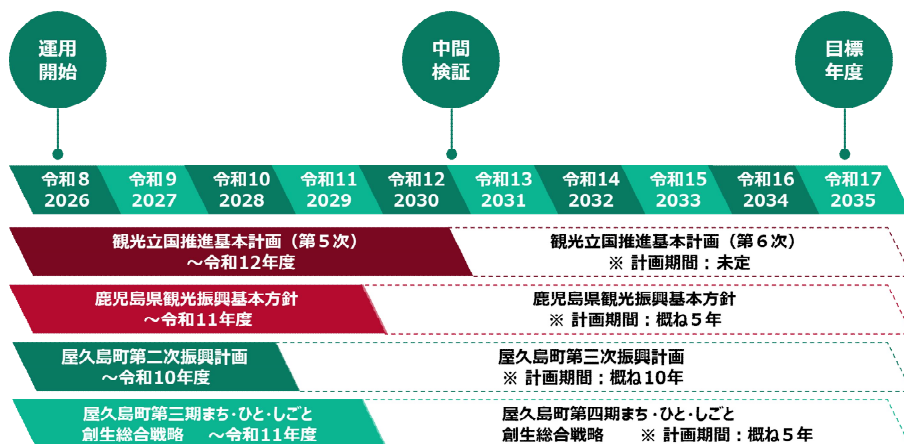 運用
開始
中間
検証
目標
年度
令和8 令和9 令和10 令和11 令和12 令和13 令和14 令和15 令和16 令和17
2026 2027 2028 2029 2030 2031 2032 2033 2034 2035
観光立国推進基本計画（第５次）
～令和12年度
観光立国推進基本計画（第６次）
※ 計画期間：未定
鹿児島県観光振興基本方針
～令和11年度
鹿児島県観光振興基本方針
※ 計画期間：概ね５年
屋久島町第二次振興計画
～令和10年度
屋久島町第三次振興計画
※ 計画期間：概ね10年
屋久島町第三期まち・ひと・しごと
創生総合戦略 ～令和11年度
屋久島町第四期まち・ひと・しごと
創生総合戦略 ※ 計画期間：概ね５年